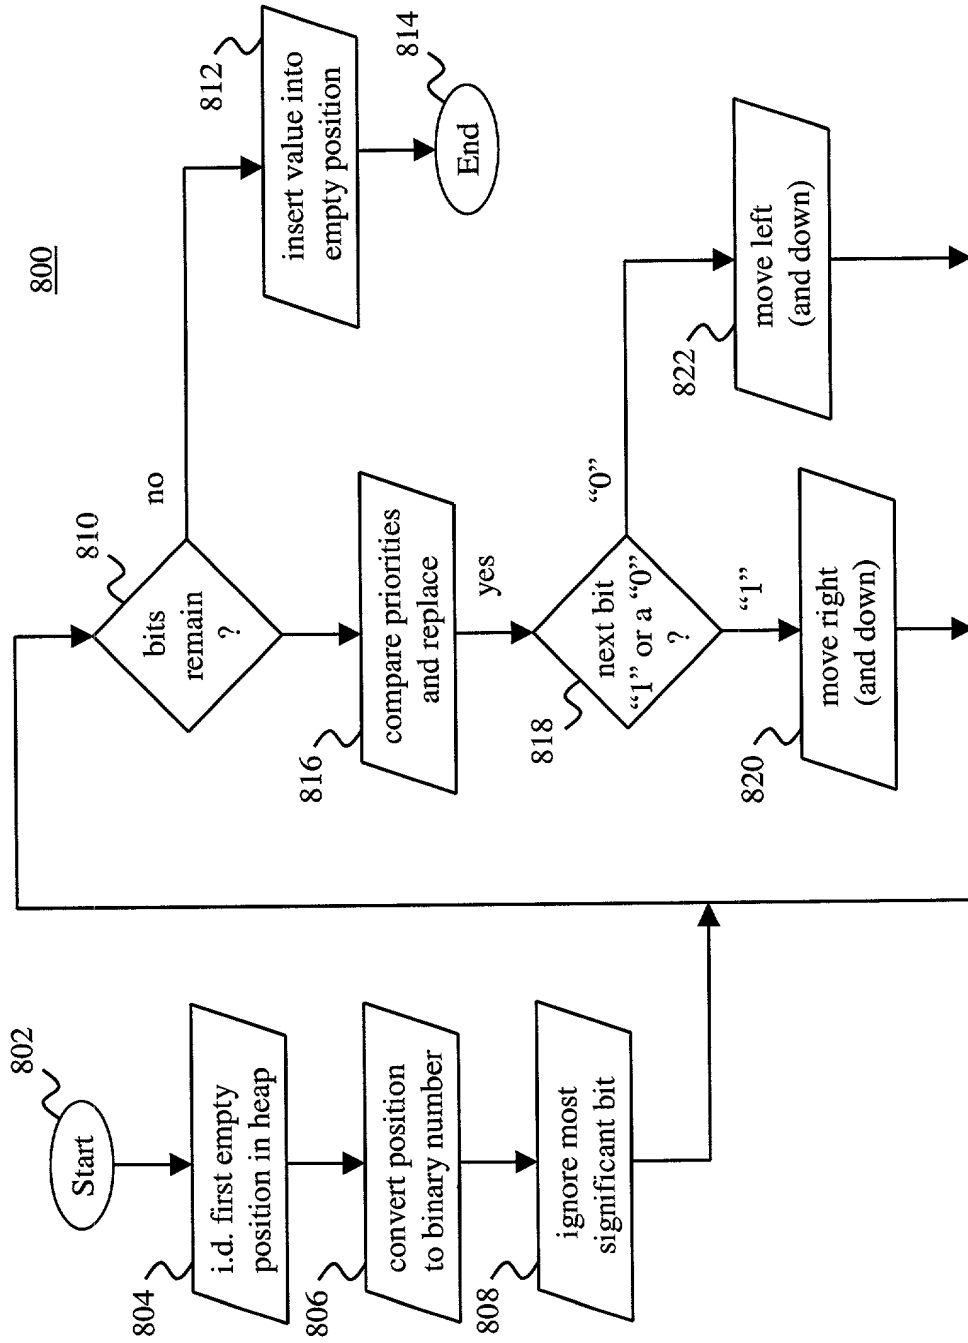 800
802
Start
804
i.d. first empty
position in heap
806
convert position
to binary number
808
ignore most
significant bit
810
bits
remain
?
no
812
insert value into
empty position
814
End
816
compare priorities
and replace
yes
818
next bit
“1” or a “0”
?
“0”
“1”
820
move right
(and down)
822
move left
(and down)